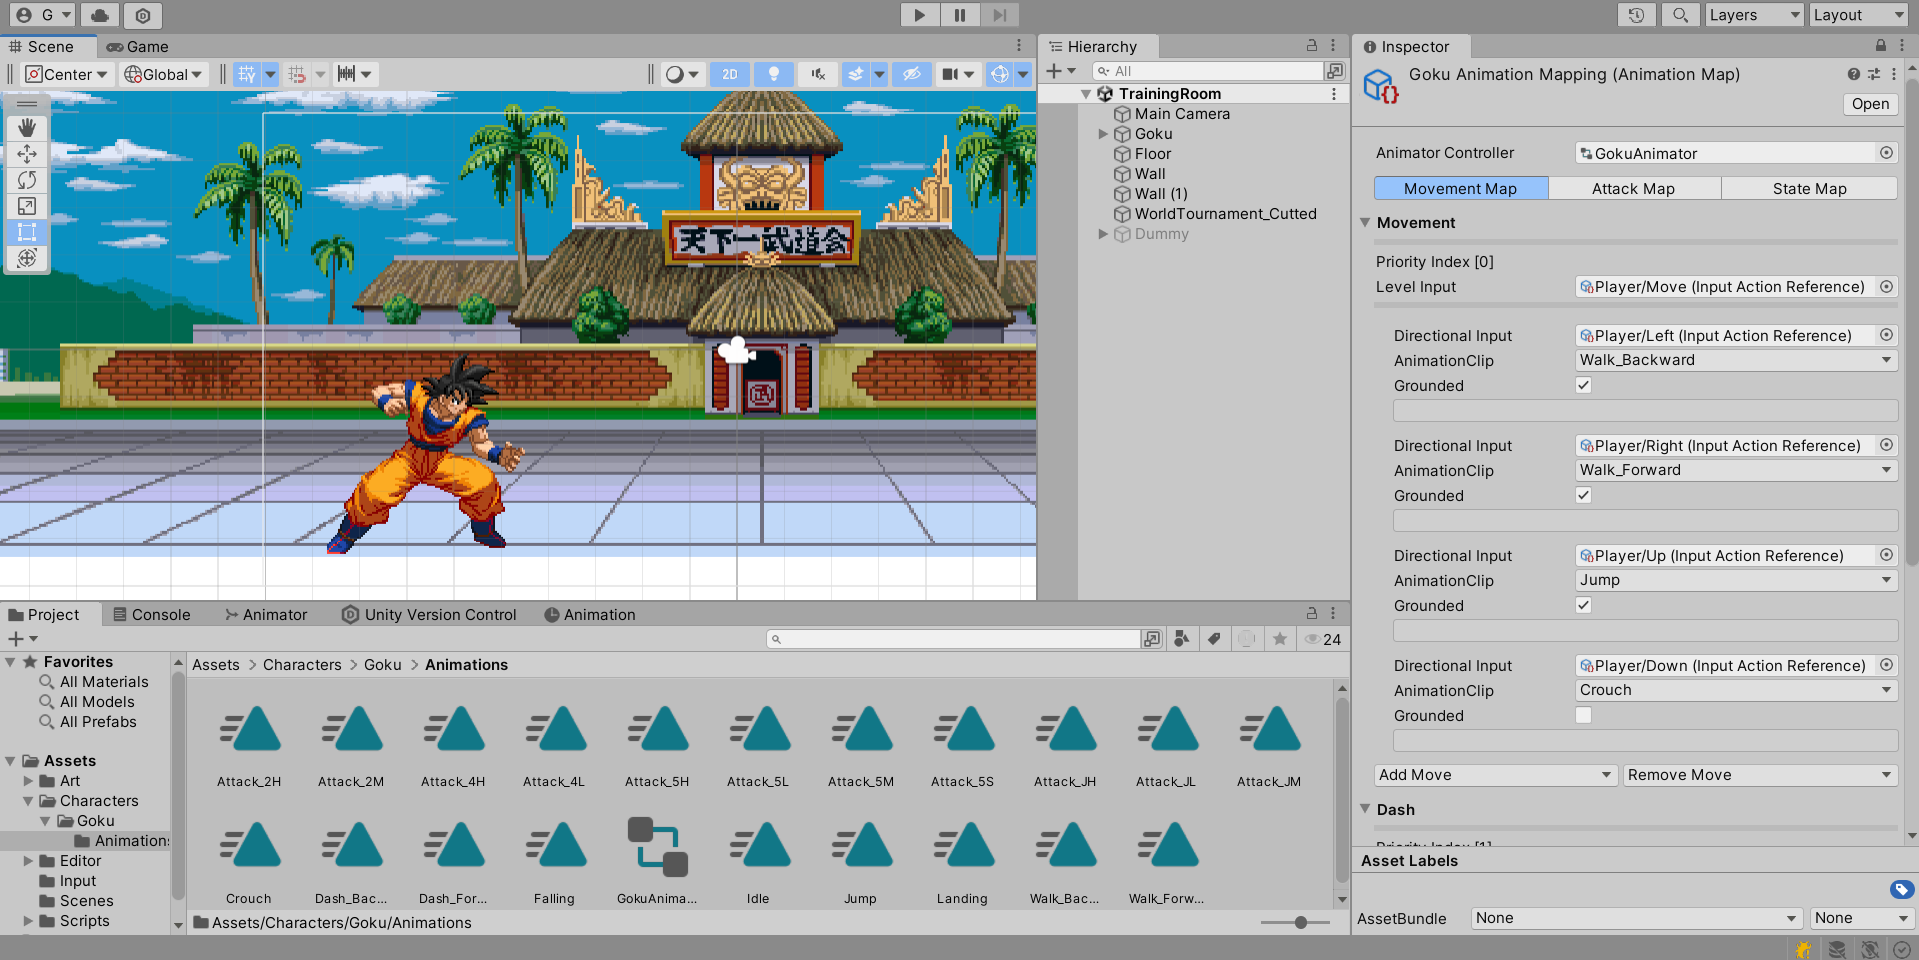 G
Layers
Layout
Scene
Game
Center
Global
2D
天下一武道会
Hierarchy
All
TrainingRoom
Main Camera
Goku
Floor
Wall
Wall (1)
WorldTournament_Cutted
Dummy
Inspector
Goku Animation Mapping (Animation Map)
Open
Animator Controller
GokuAnimator
Movement Map
Attack Map
State Map
Movement
Priority Index [0]
Level Input
Player/Move (Input Action Reference)
Directional Input
Player/Left (Input Action Reference)
AnimationClip
Walk_Backward
Grounded
Directional Input
Player/Right (Input Action Reference)
AnimationClip
Walk_Forward
Grounded
Directional Input
Player/Up (Input Action Reference)
AnimationClip
Jump
Grounded
Directional Input
Player/Down (Input Action Reference)
AnimationClip
Crouch
Grounded
Add Move
Remove Move
Dash
Priority Index [1]
Asset Labels
AssetBundle
None
None
Project
Console
Animator
Unity Version Control
Animation
24
Favorites
All Materials
All Models
All Prefabs
Assets
Art
Characters
Goku
Animations
Editor
Input
Scenes
Scripts
Assets > Characters > Goku > Animations
Attack_2H
Attack_2M
Attack_4H
Attack_4L
Attack_5H
Attack_5L
Attack_5M
Attack_5S
Attack_JH
Attack_JL
Attack_JM
Crouch
Dash_Bac...
Dash_For...
Falling
GokuAnima...
Idle
Jump
Landing
Walk_Bac...
Walk_Forw...
Assets/Characters/Goku/Animations